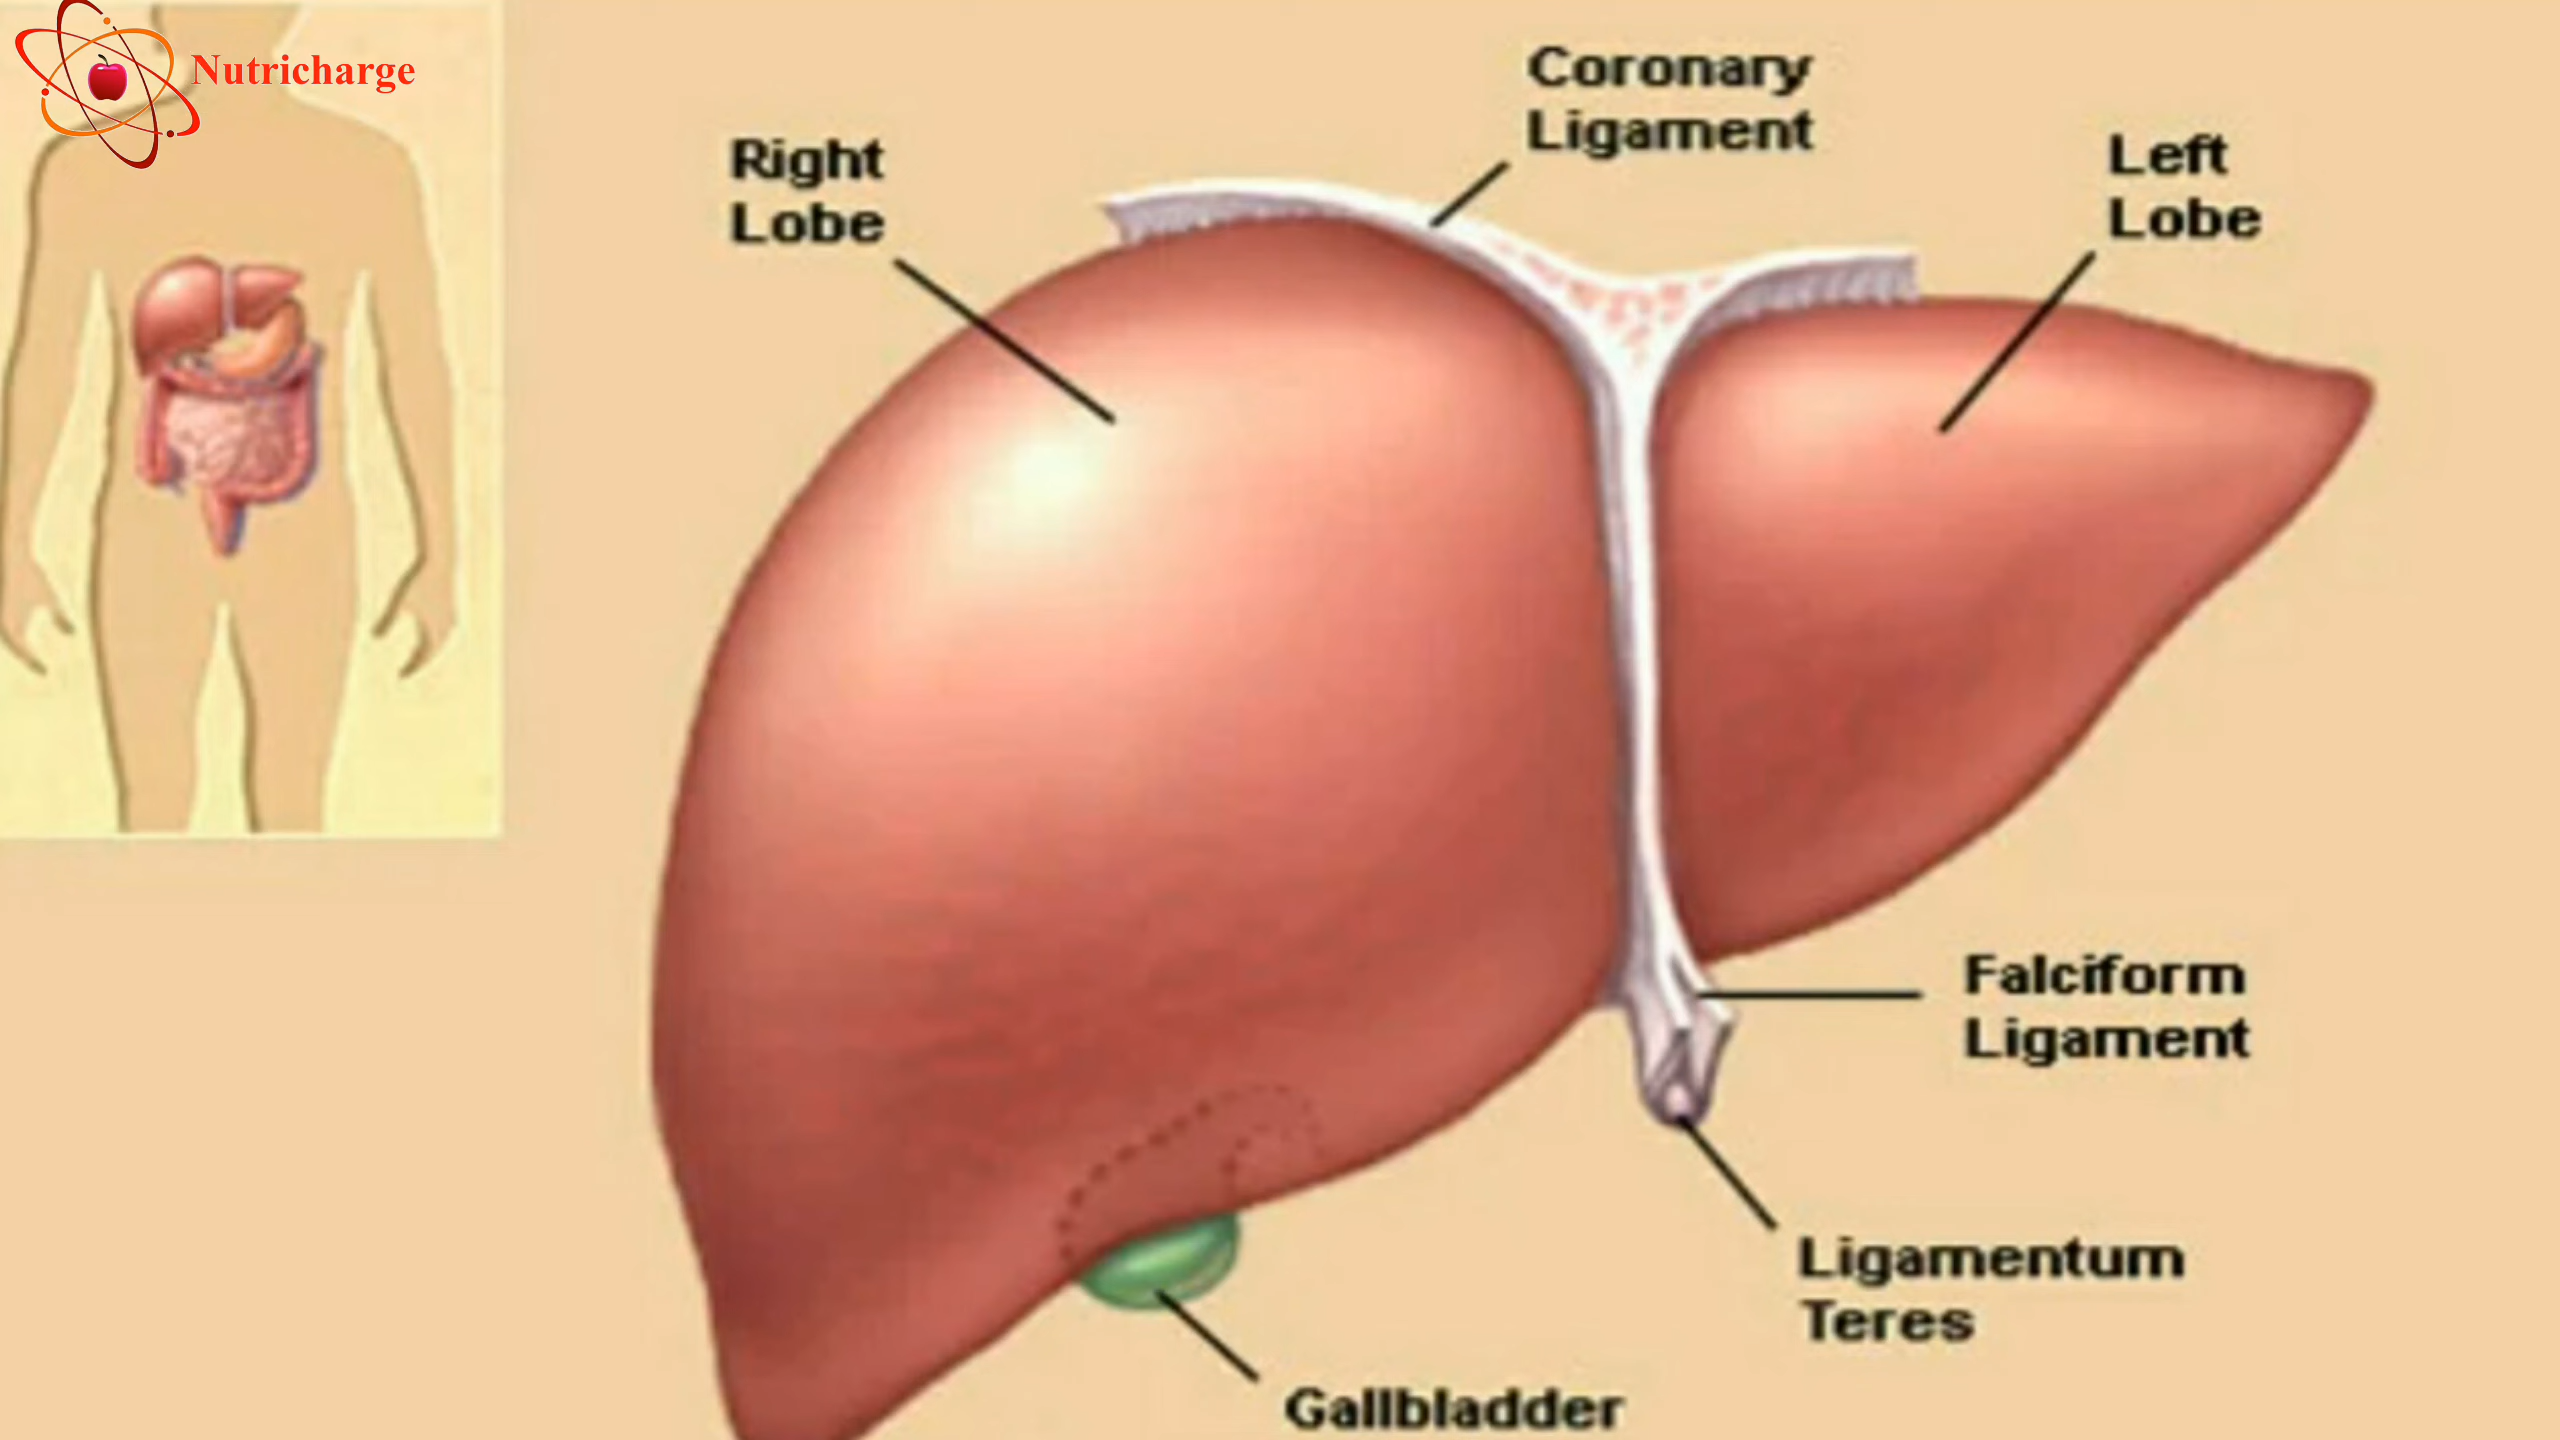 Nutricharge
Coronary
Ligament
Right
Lobe
Left
Lobe
Falciform
Ligament
Ligamentum
Teres
Gallbladder